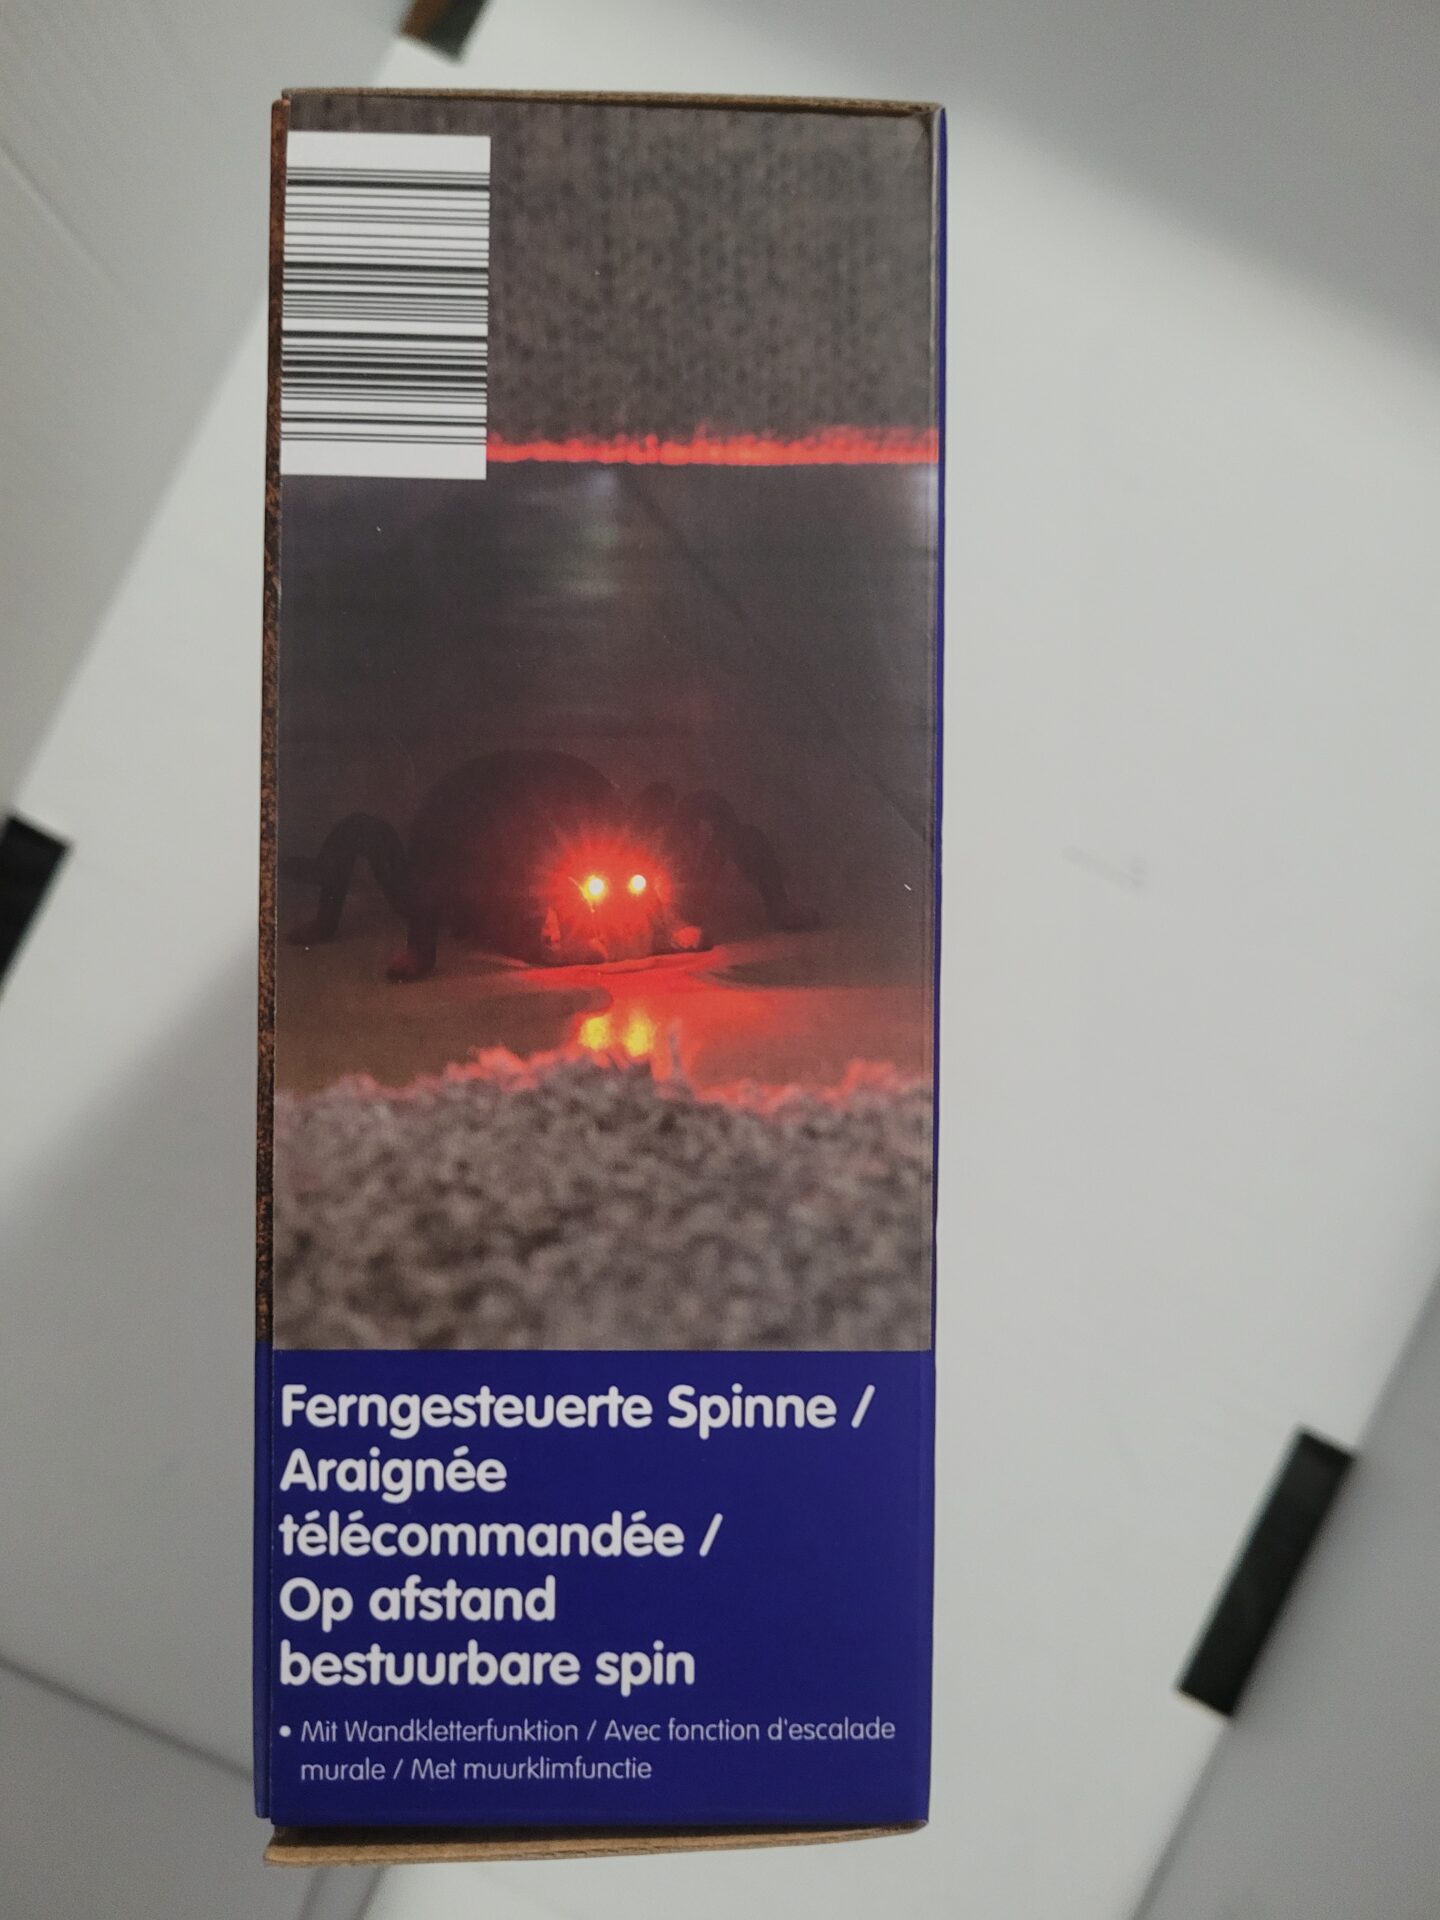 Ferngesteuerte Spinne /
Araignée
télécommandée /
Op afstand
bestuurbare spin
• Mit Wandkletterfunktion / Avec fonction d'escalade
murale / Met muurklimfunctie